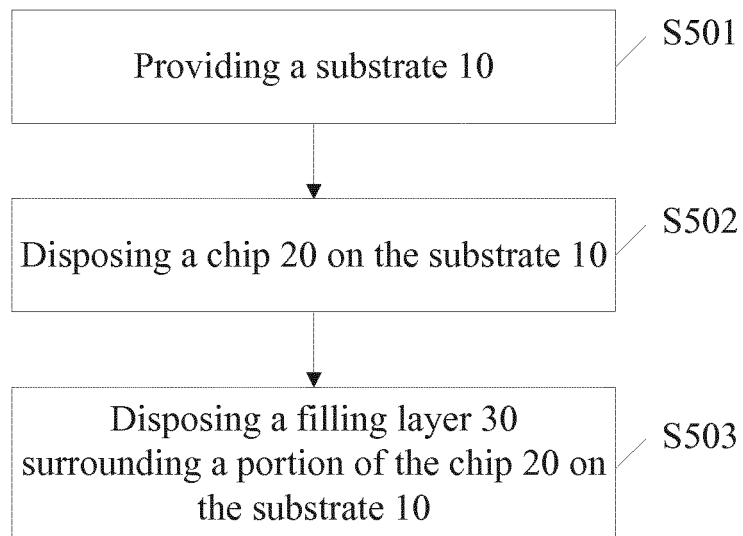 Providing a substrate 10
S501
Disposing a chip 20 on the substrate 10
S502
Disposing a filling layer 30
surrounding a portion of the chip 20 on
the substrate 10
S503